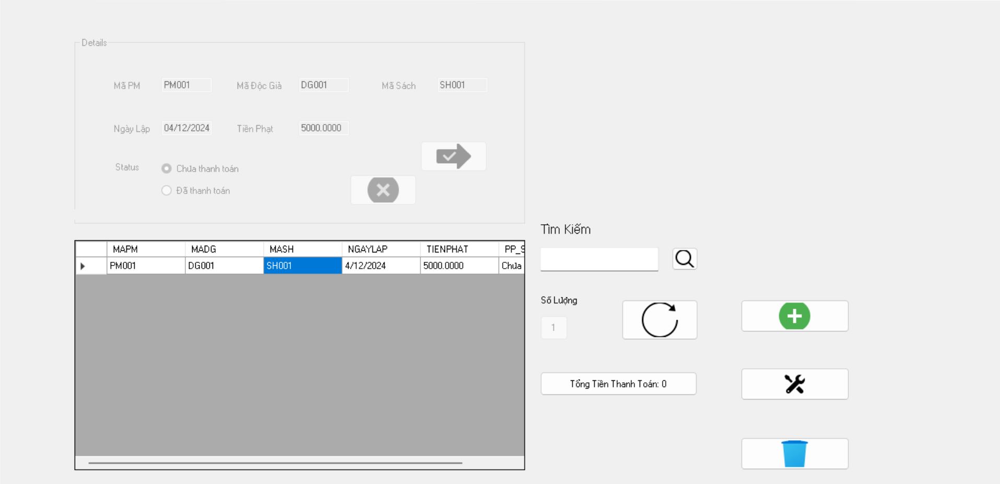 Details
Mã PM PM001 Mã Độc Giả DG001 Mã Sách SH001
Ngày Lập 04/12/2024 Tiền Phạt 5000.0000
Status Chưa thanh toán
Đã thanh toán
Tìm Kiếm
MAPM MADG MASH NGAYLAP TIENPHAT PP_S
PM001 DG001 SH001 4/12/2024 5000.0000 Chưa
Số Lượng
1
Tổng Tiền Thanh Toán: 0